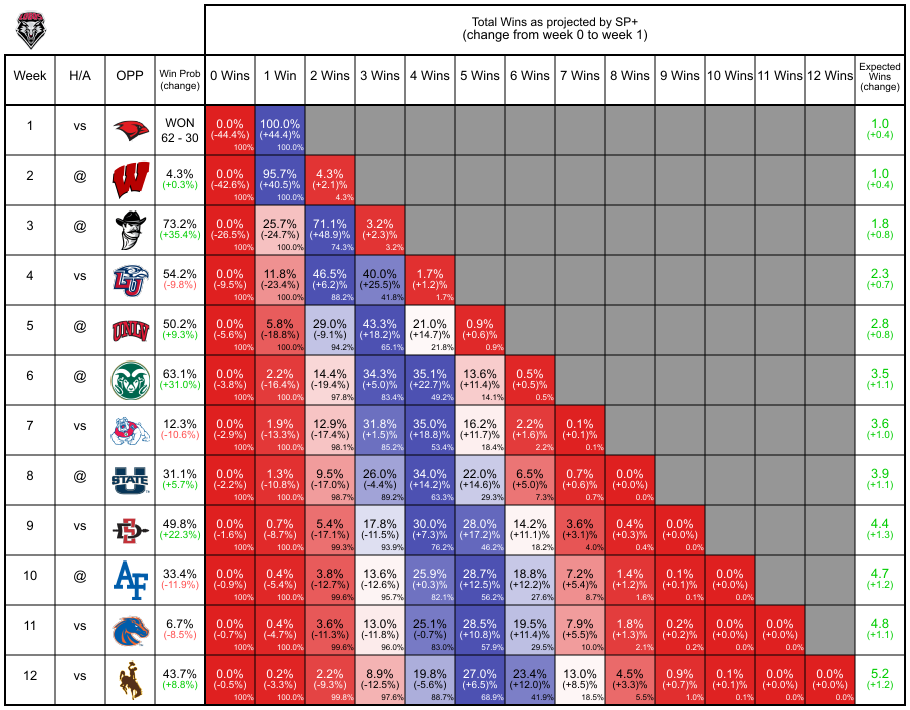 LOBOS
Total Wins as projected by SP+
(change from week 0 to week 1)
Week H/A OPP Win Prob (change) 0 Wins 1 Win 2 Wins 3 Wins 4 Wins 5 Wins 6 Wins 7 Wins 8 Wins 9 Wins 10 Wins 11 Wins 12 Wins Expected Wins (change)
1 vs WON 0.0% 100.0% 1.0
62 - 30 (-44.4%) (+44.4)% (+0.4)
100% 100.0%
2 @ W 4.3% 0.0% 95.7% 4.3% 1.0
(+0.3%) (-42.6%) (+40.5)% (+2.1)% (+0.4)
100% 100.0% 4.3%
3 @ 73.2% 0.0% 25.7% 71.1% 3.2% 1.8
(+35.4%) (-26.5%) (-24.7%) (+48.9)% (+2.3)% (+0.8)
100% 100.0% 74.3% 3.2%
4 vs LU 54.2% 0.0% 11.8% 46.5% 40.0% 1.7% 2.3
(-9.8%) (-9.5%) (-23.4%) (+6.2)% (+25.5)% (+1.2)% (+0.7)
100% 100.0% 88.2% 41.8% 1.7%
5 @ UNLV 50.2% 0.0% 5.8% 29.0% 43.3% 21.0% 0.9% 2.8
(+9.3%) (-5.6%) (-18.8%) (-9.1%) (+18.2)% (+14.7)% (+0.6)% (+0.8)
100% 100.0% 94.2% 65.1% 21.8% 0.9%
6 @ 63.1% 0.0% 2.2% 14.4% 34.3% 35.1% 13.6% 0.5% 3.5
(+31.0%) (-3.8%) (-16.4%) (-19.4%) (+5.0)% (+22.7)% (+11.4)% (+0.5)% (+1.1)
100% 100.0% 97.8% 83.4% 49.2% 14.1% 0.5%
7 vs 12.3% 0.0% 1.9% 12.9% 31.8% 35.0% 16.2% 2.2% 0.1% 3.6
(-10.6%) (-2.9%) (-13.3%) (-17.4%) (+1.5)% (+18.8)% (+11.7)% (+1.6)% (+0.1)% (+1.0)
100% 100.0% 98.1% 85.2% 53.4% 18.4% 2.2% 0.1%
8 @ U STATE 31.1% 0.0% 1.3% 9.5% 26.0% 34.0% 22.0% 6.5% 0.7% 0.0% 3.9
(+5.7%) (-2.2%) (-10.8%) (-17.0%) (-4.4%) (+14.2)% (+14.6)% (+5.0)% (+0.6)% (+0.0)% (+1.1)
100% 100.0% 98.7% 89.2% 63.3% 29.3% 7.3% 0.7% 0.0%
9 vs SD 49.8% 0.0% 0.7% 5.4% 17.8% 30.0% 28.0% 14.2% 3.6% 0.4% 0.0% 4.4
(+22.3%) (-1.6%) (-8.7%) (-17.1%) (-11.5%) (+7.3)% (+17.2)% (+11.1)% (+3.1)% (+0.3)% (+0.0)% (+1.3)
100% 100.0% 99.3% 93.9% 76.2% 46.2% 18.2% 4.0% 0.4% 0.0%
10 @ AF 33.4% 0.0% 0.4% 3.8% 13.6% 25.9% 28.7% 18.8% 7.2% 1.4% 0.1% 0.0% 4.7
(-11.9%) (-0.9%) (-5.4%) (-12.7%) (-12.6%) (+0.3)% (+12.5)% (+12.2)% (+5.4)% (+1.2)% (+0.1)% (+0.0)% (+1.2)
100% 100.0% 99.6% 95.7% 82.1% 56.2% 27.6% 8.7% 1.6% 0.1% 0.0%
11 vs 6.7% 0.0% 0.4% 3.6% 13.0% 25.1% 28.5% 19.5% 7.9% 1.8% 0.2% 0.0% 0.0% 4.8
(-8.5%) (-0.7%) (-4.7%) (-11.3%) (-11.8%) (-0.7%) (+10.8)% (+11.4)% (+5.5)% (+1.3)% (+0.2)% (+0.0)% (+0.0)% (+1.1)
100% 100.0% 99.6% 96.0% 83.0% 57.9% 29.5% 10.0% 2.1% 0.2% 0.0% 0.0%
12 vs 43.7% 0.0% 0.2% 2.2% 8.9% 19.8% 27.0% 23.4% 13.0% 4.5% 0.9% 0.1% 0.0% 0.0% 5.2
(+8.8%) (-0.5%) (-3.3%) (-9.3%) (-12.5%) (-5.6%) (+6.5)% (+12.0)% (+8.5)% (+3.3)% (+0.7)% (+0.1)% (+0.0)% (+0.0)% (+1.2)
100% 100.0% 99.8% 97.6% 88.7% 68.9% 41.9% 18.5% 5.5% 1.0% 0.1% 0.0% 0.0%